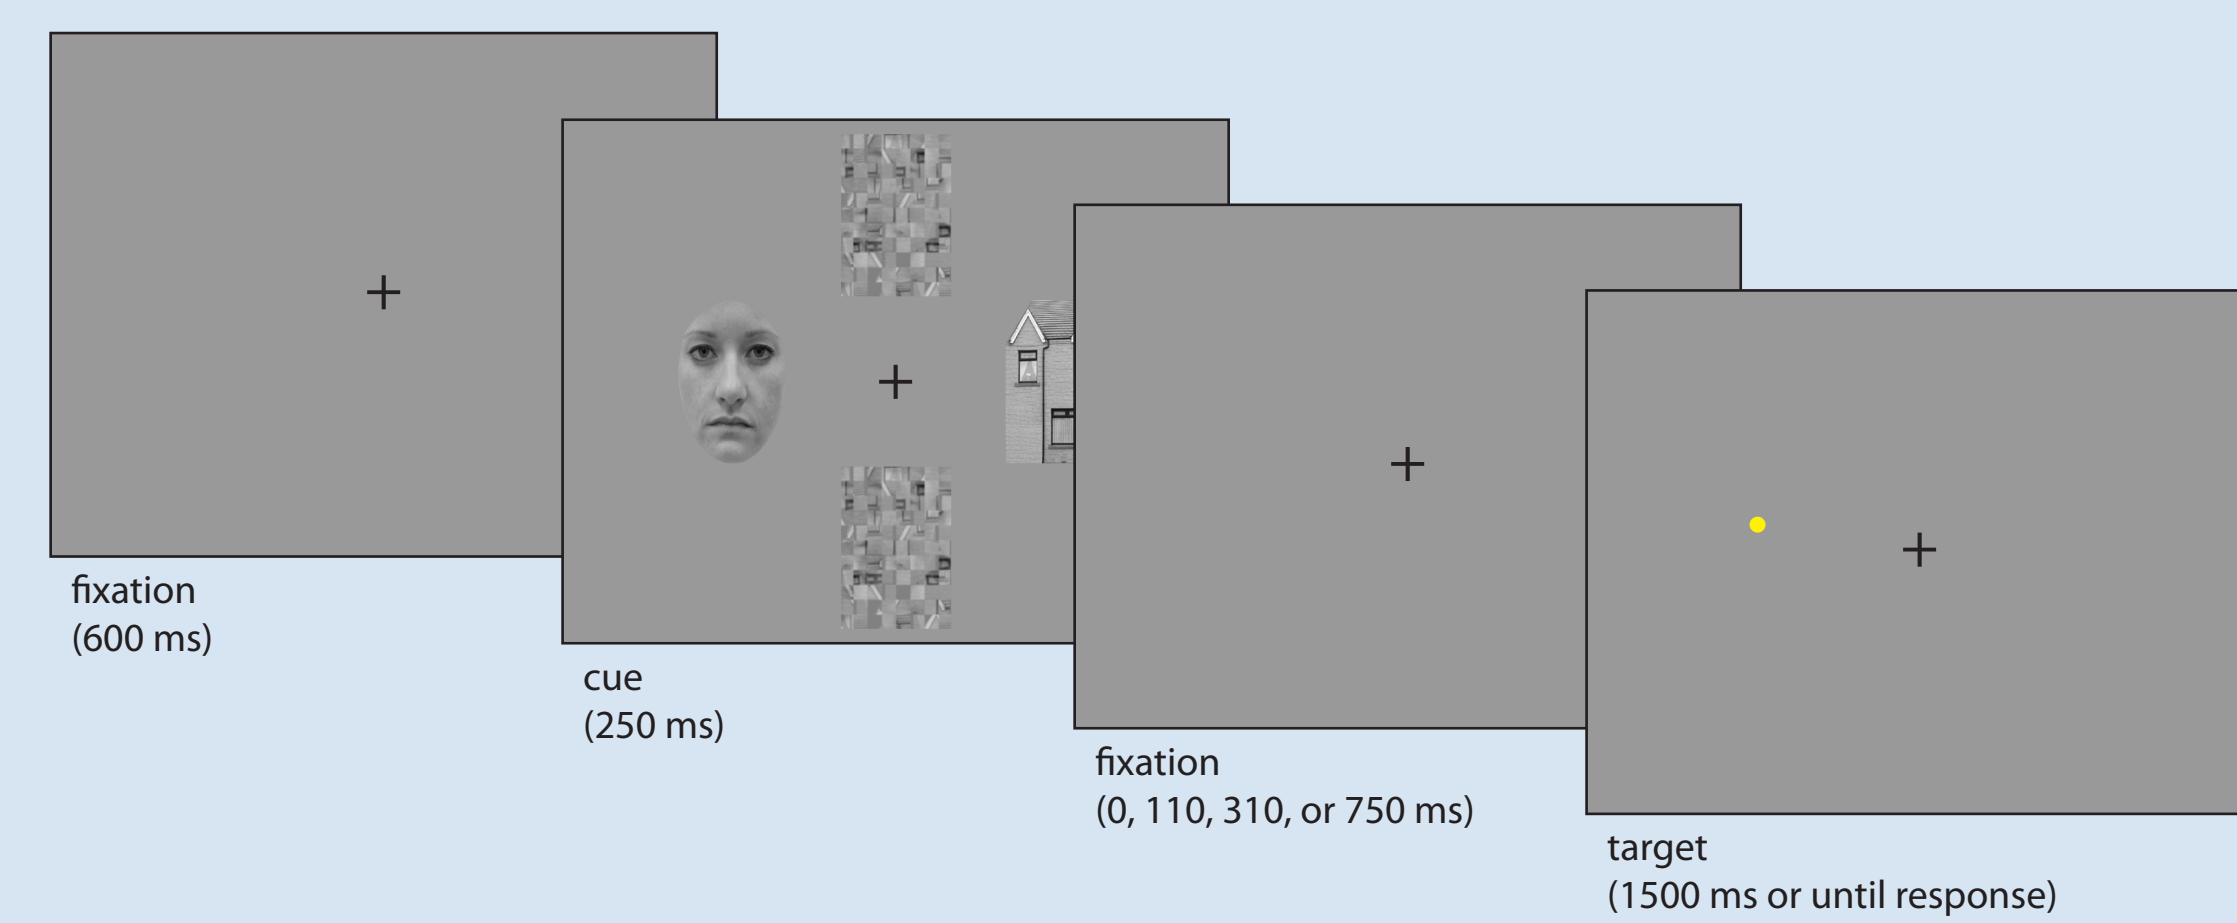 fixation
(600 ms)
cue
(250 ms)
fixation
(0, 110, 310, or 750 ms)
target
(1500 ms or until response)